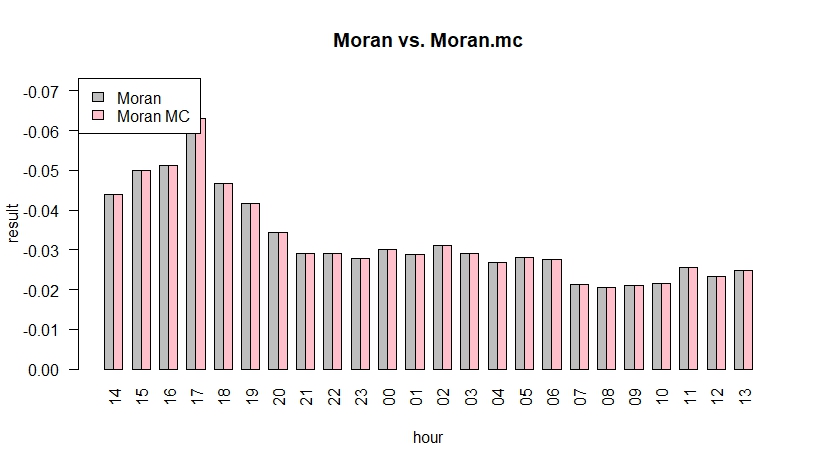 Moran vs. Moran.mc
-0.07
-0.06
-0.05
-0.04
-0.03
-0.02
-0.01
0.00
result
Moran
Moran MC
14 15 16 17 18 19 20 21 22 23 00 01 02 03 04 05 06 07 08 09 10 11 12 13
hour